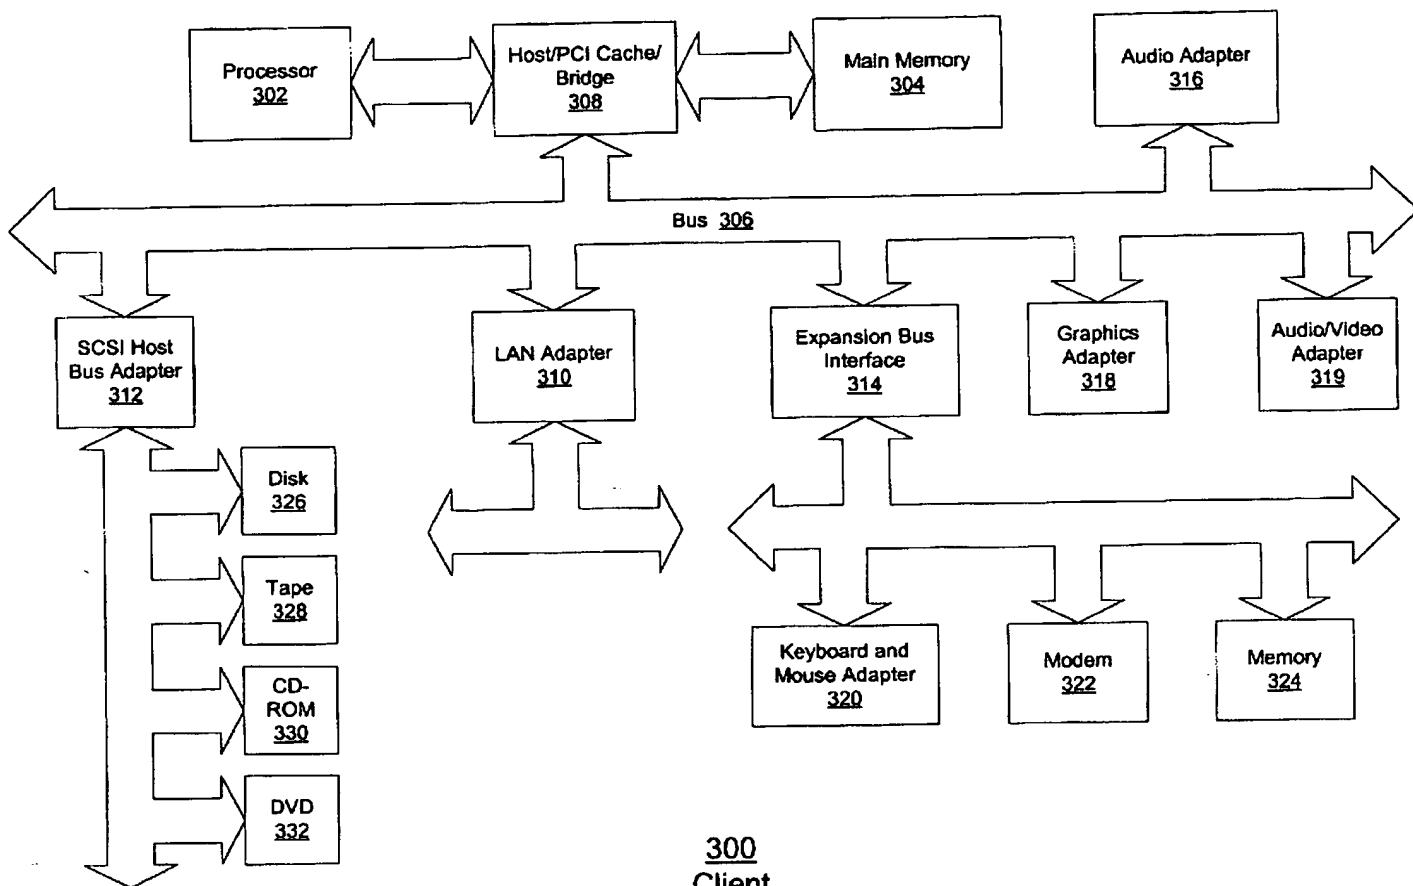 Processor
302
Host/PCI Cache/
Bridge
308
Main Memory
304
Audio Adapter
316
Bus 306
SCSI Host
Bus Adapter
312
LAN Adapter
310
Expansion Bus
Interface
314
Graphics
Adapter
318
Audio/Video
Adapter
319
Disk
326
Tape
328
CD-
ROM
330
DVD
332
Keyboard and
Mouse Adapter
320
Modem
322
Memory
324
300
Client